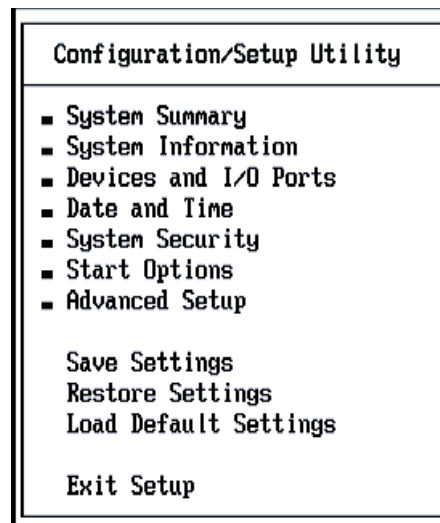 Configuration/Setup Utility
System Summary
System Information
Devices and I/O Ports
Date and Time
System Security
Start Options
Advanced Setup
Save Settings
Restore Settings
Load Default Settings
Exit Setup